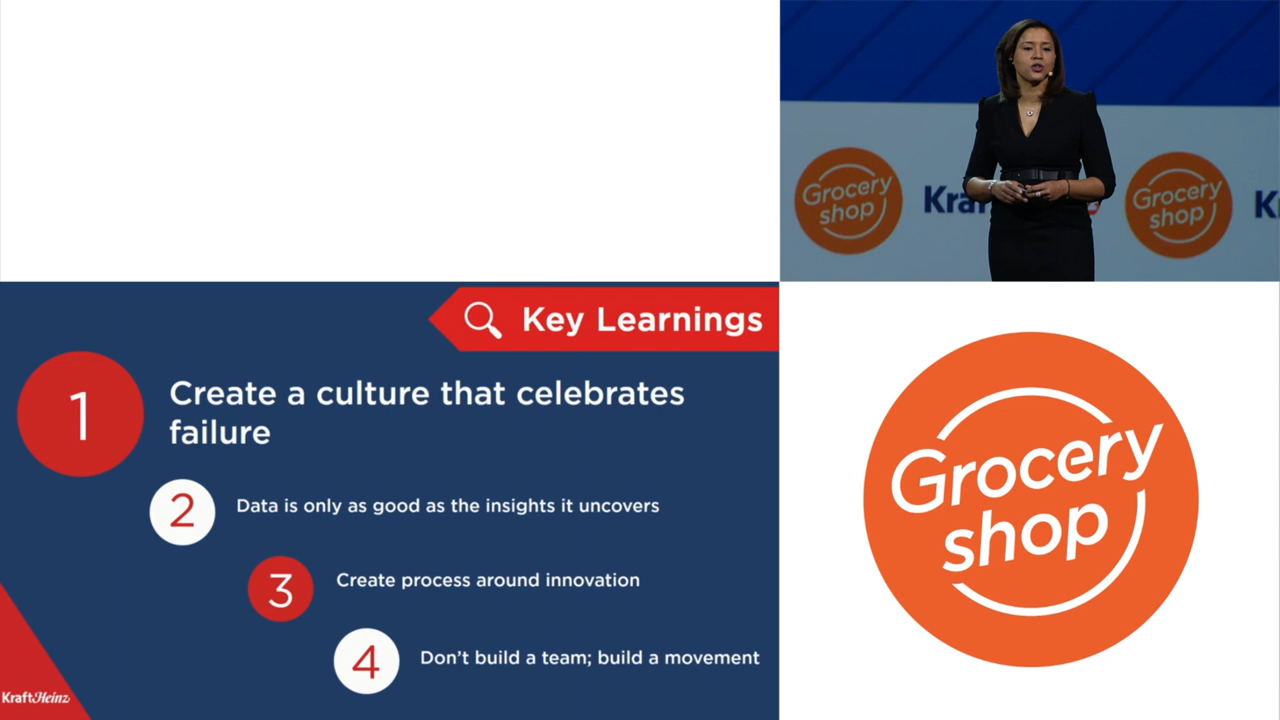 Grocery
shop
Kraf
Grocery
shop
K
Key Learnings
1
Create a culture that celebrates
failure
2
Data is only as good as the insights it uncovers
3
Create process around innovation
4
Don't build a team; build a movement
KraftHeinz
Grocery
shop